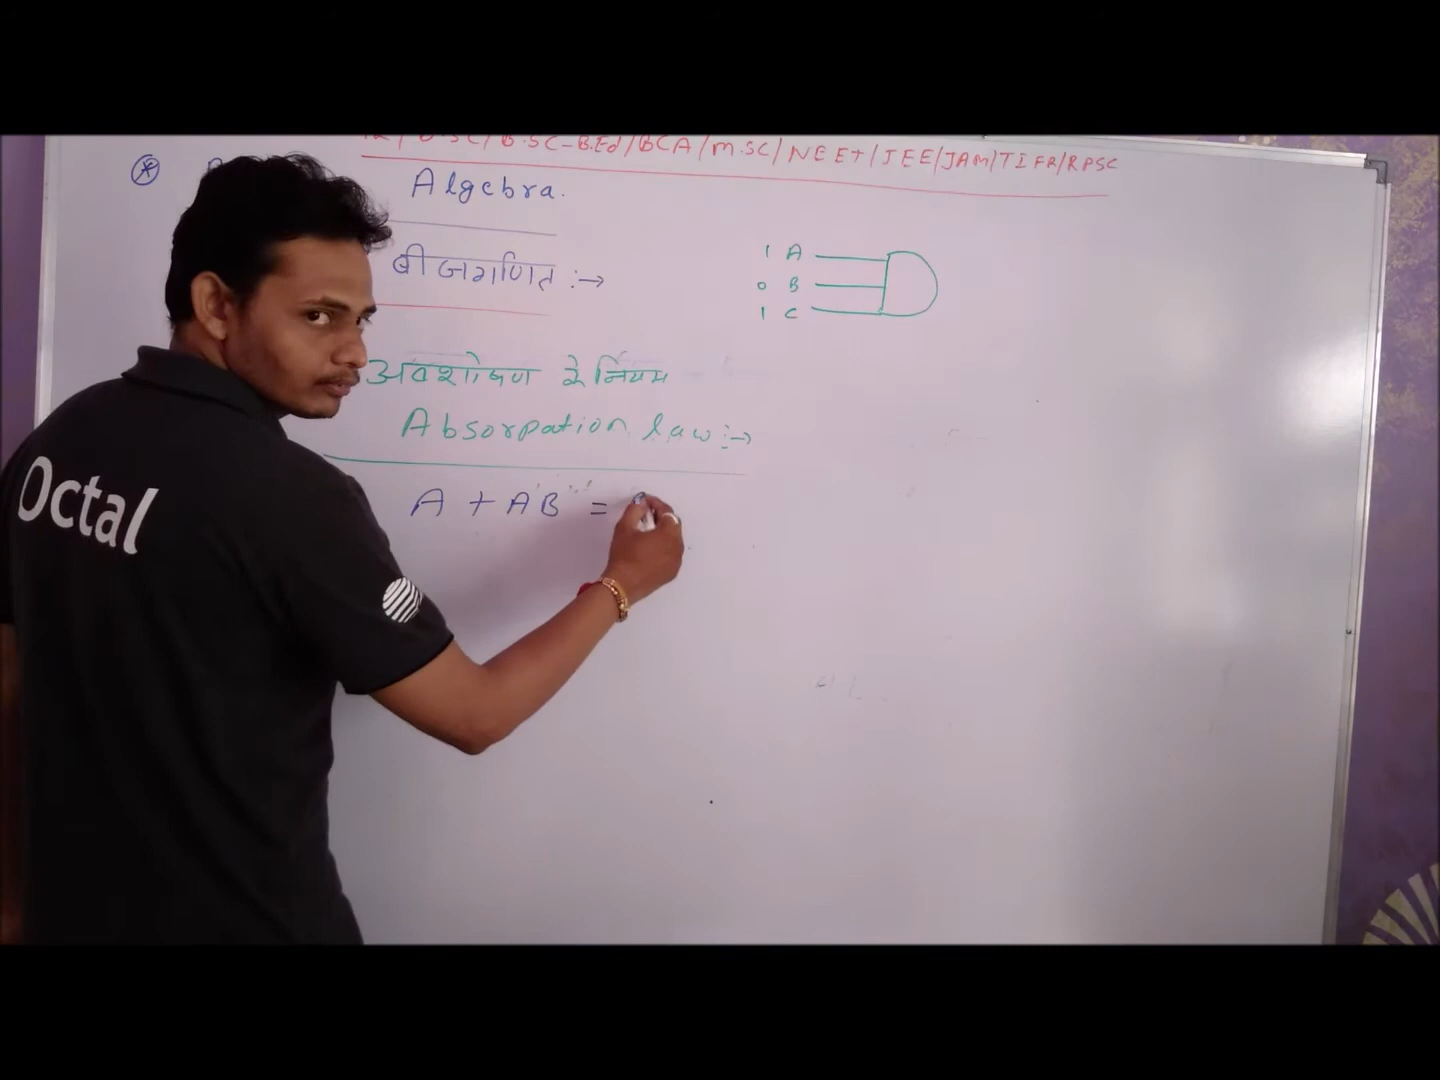 B.SC-B.Ed/BCA/M.SC/NEET/JEE/JAM/TIFR/RPSC
Algebra.
बीजगणित :→
1 A
0 B
1 C
अवशोषण के नियम
Absorpation law :→
A + AB =
Octal